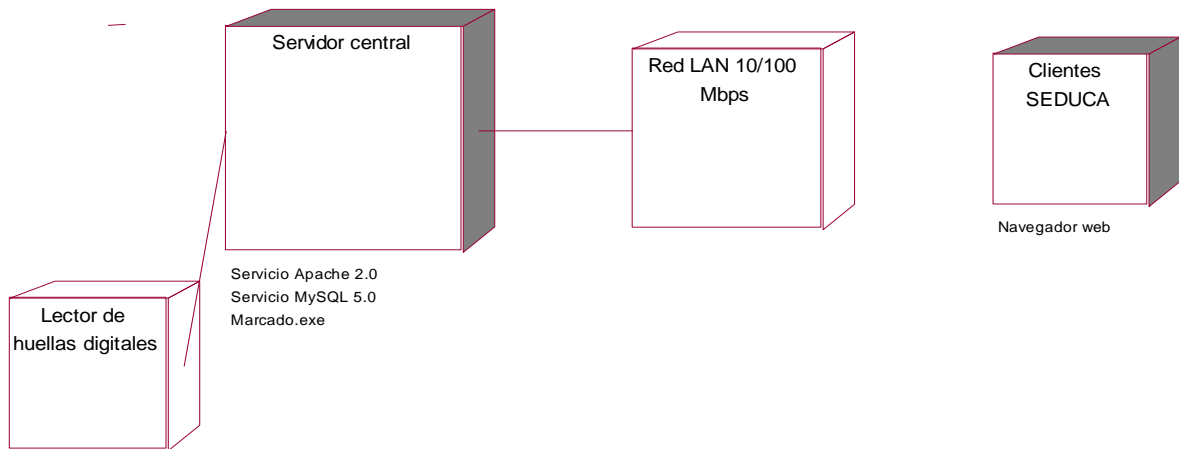 Servidor central
Red LAN 10/100
Mbps
Clientes
SEDUCA
Navegador web
Servicio Apache 2.0
Servicio MySQL 5.0
Marcado.exe
Lector de
huellas digitales